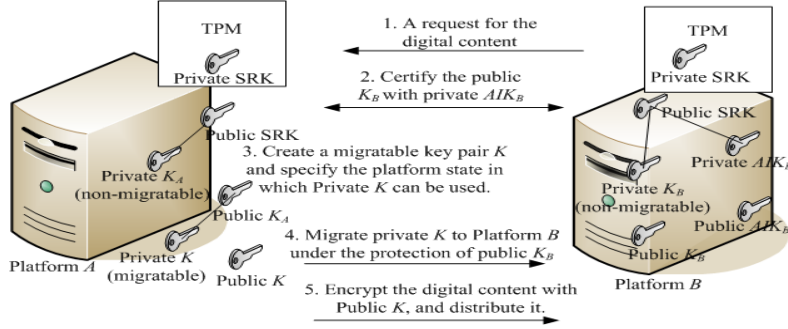 TPM
Private SRK
Public SRK
Private K_A
(non-migratable)
Public K_A
Private K
(migratable)
Public K
Platform A
1. A request for the
digital content
2. Certify the public
K_B with private AIK_B
3. Create a migratable key pair K
and specify the platform state in
which Private K can be used.
4. Migrate private K to Platform B
under the protection of public K_B
5. Encrypt the digital content with
Public K, and distribute it.
TPM
Private SRK
Public SRK
Private AIK_B
Private K_B
(non-migratable)
Public AIK_B
Public K_B
Platform B